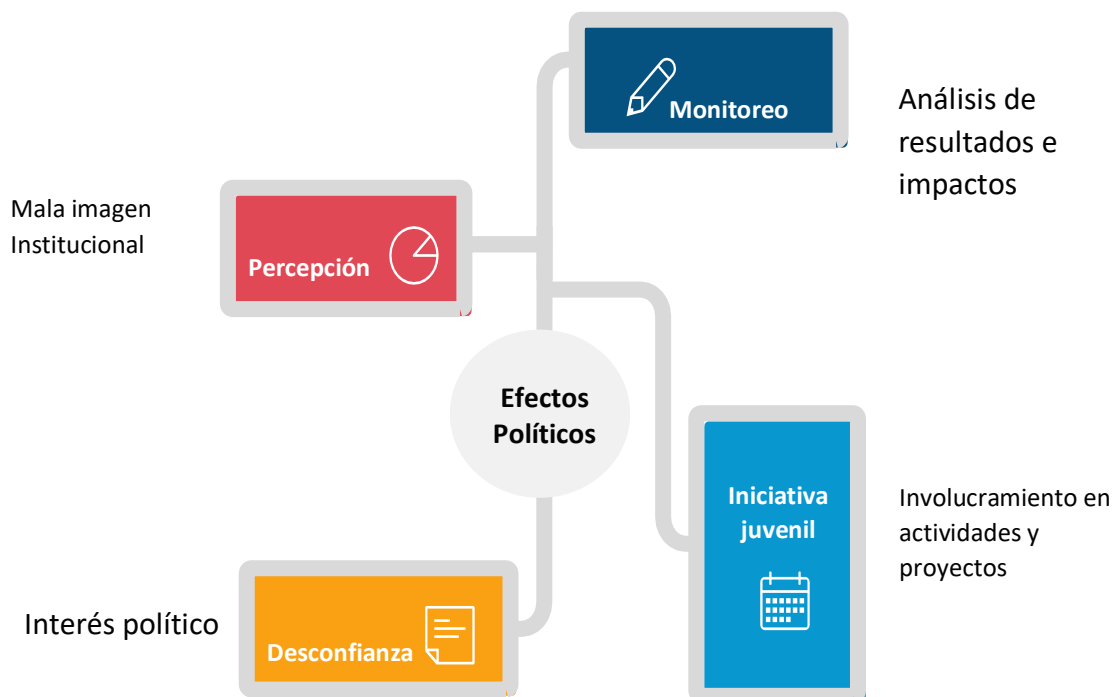 Monitoreo
Análisis de
resultados e
impactos
Mala imagen
Institucional
Percepción
Efectos
Políticos
Iniciativa
juvenil
Involucramiento en
actividades y
proyectos
Interés político
Desconfianza